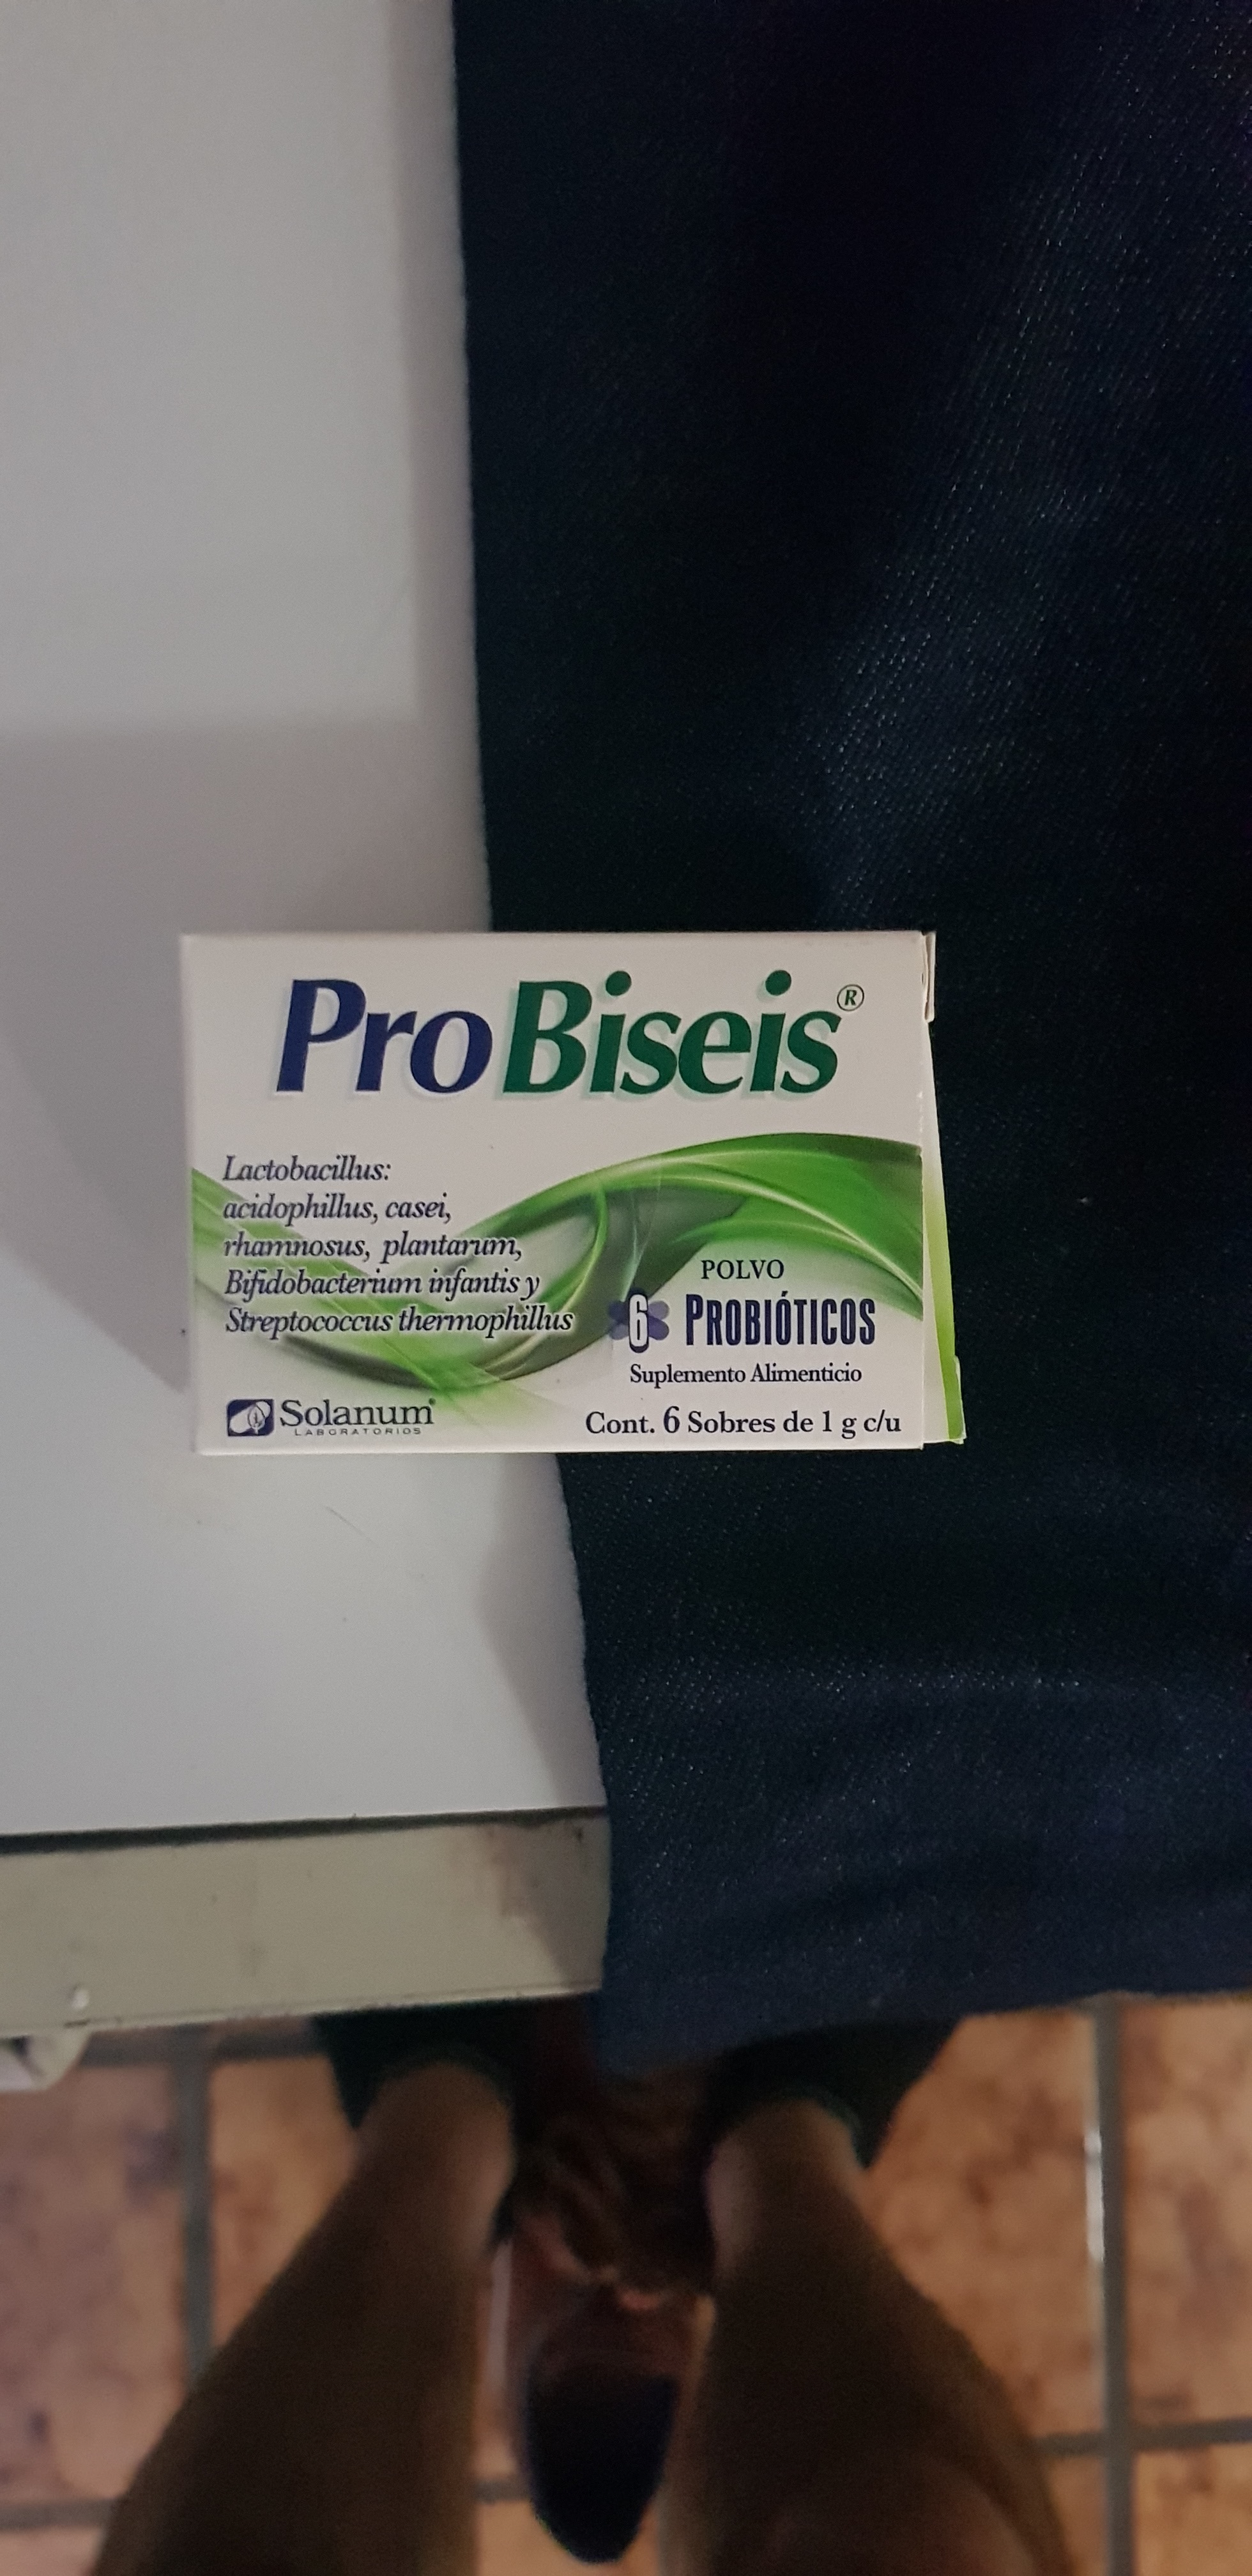 ProBiseis®
Lactobacillus:
acidophillus, casei,
rhamnosus, plantarum,
Bifidobacterium infantis y
Streptococcus thermophillus
POLVO
6 PROBIÓTICOS
Suplemento Alimenticio
Solanum®
LABORATORIOS
Cont. 6 Sobres de 1 g c/u